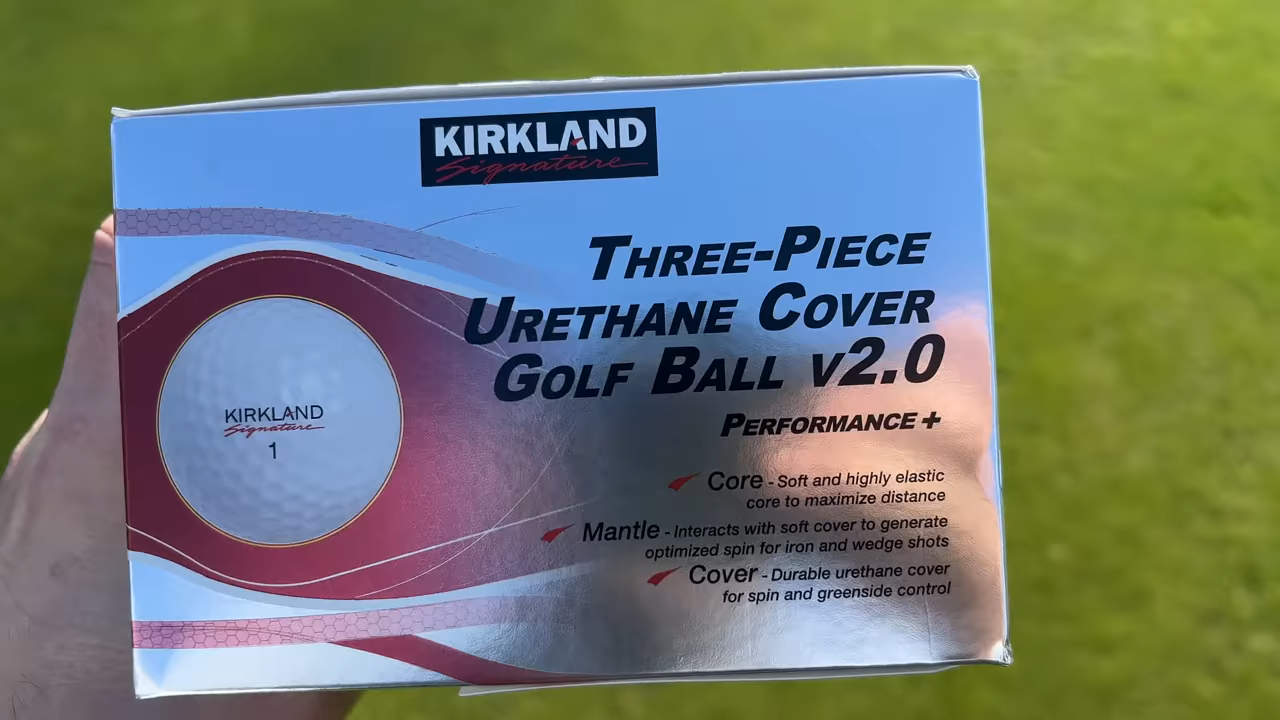 KIRKLAND
Signature
THREE-PIECE
URETHANE COVER
GOLF BALL V2.0
PERFORMANCE+
KIRKLAND
Signature
1
Core - Soft and highly elastic
core to maximize distance
Mantle - Interacts with soft cover to generate
optimized spin for iron and wedge shots
Cover - Durable urethane cover
for spin and greenside control